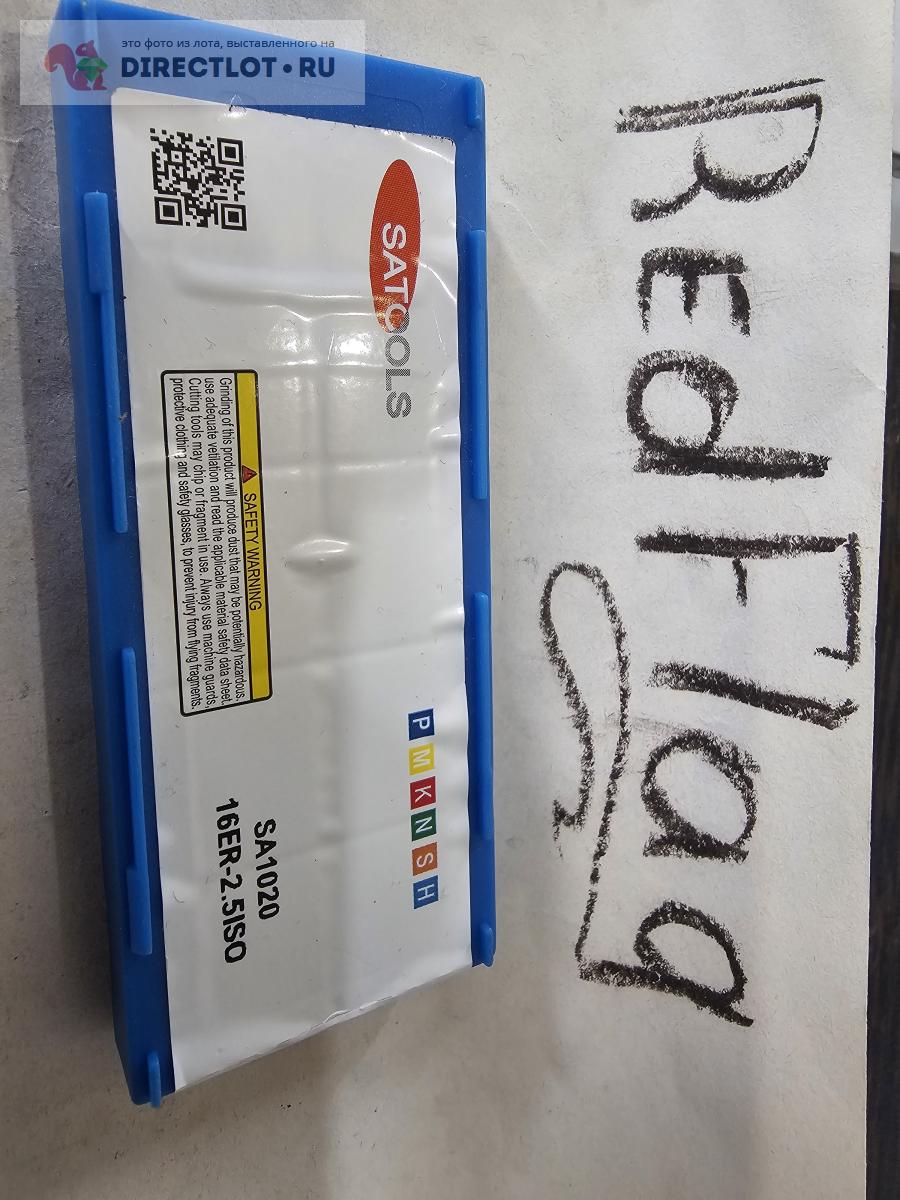 это фото из лота, выставленного на
DIRECTLOT•RU
SATOOLS
P M K N S H
SAFETY WARNING
Grinding of this product will produce dust that may be potentially hazardous.
use adequate vetilation and read the applicable material safety data sheet.
Cutting tools may chip or fragment in use. Always use machine guards,
protective clothing and safety glasses, to prevent injury from flying fragments.
SA1020
16ER-2.5ISO
Red Flag